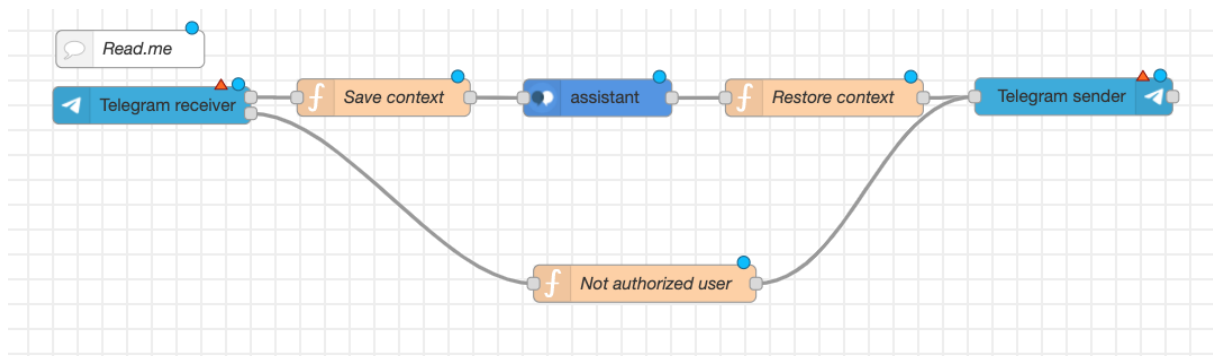 Read.me
Telegram receiver
Save context
assistant
Restore context
Telegram sender
Not authorized user